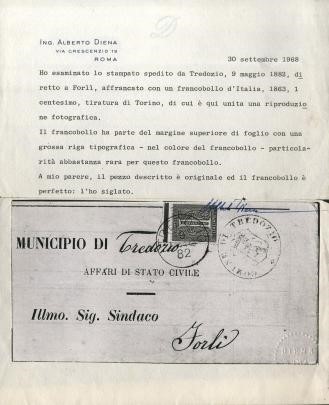 ING. ALBERTO DIENA
VIA CRESCENZIO 19
ROMA
30 settembre 1968
Ho esaminato lo stampato spedito da Tredozio, 9 maggio 1882, di
retto a Forlì, affrancato con un francobollo d'Italia, 1863, 1
centesimo, tiratura di Torino, di cui è qui unita una riproduzio
ne fotografica.
Il francobollo ha parte del margine superiore di foglio con una
grossa riga tipografica - nel colore del francobollo - particola-
rità abbastanza rara per questo francobollo.
A mio parere, il pezzo descritto è originale ed il francobollo è
perfetto: l'ho siglato.
82
COMUNE DI TREDOZIO
MUNICIPIO DI Tredozio
AFFARI DI STATO CIVILE
Illmo. Sig. Sindaco
Forlì